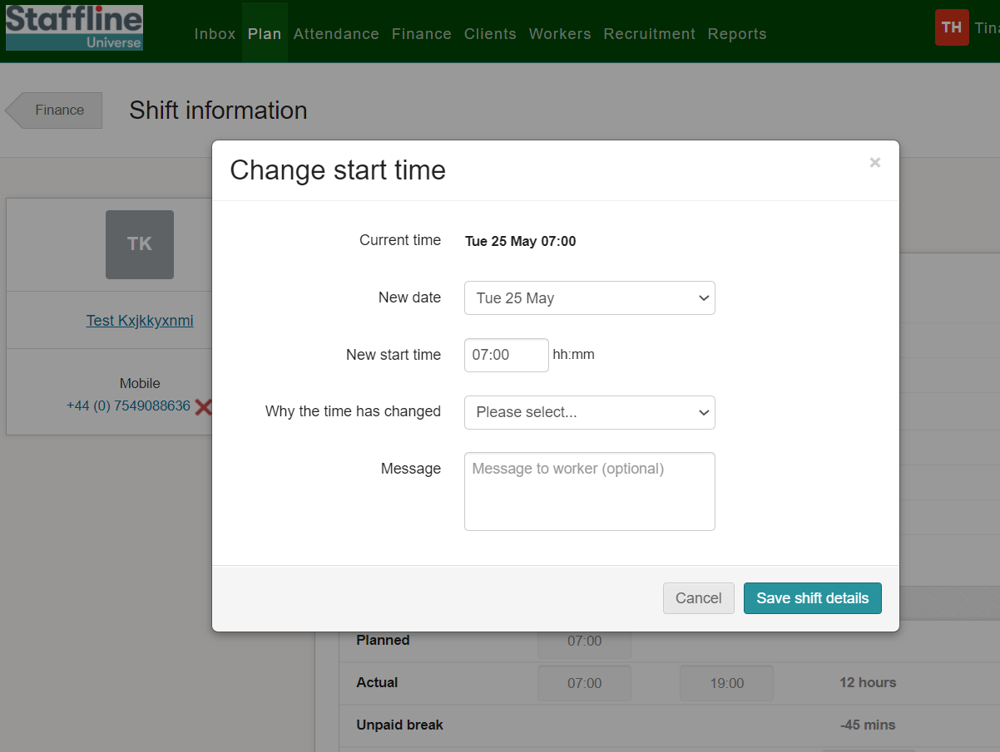 Staffline
Universe
Inbox Plan Attendance Finance Clients Workers Recruitment Reports
TH
Finance
Shift information
Change start time
×
TK
Test Kxjkkyxnmi
Mobile
+44 (0) 7549088636
Current time Tue 25 May 07:00
New date Tue 25 May
New start time 07:00 hh:mm
Why the time has changed Please select...
Message Message to worker (optional)
Cancel Save shift details
Planned 07:00
Actual 07:00 19:00 12 hours
Unpaid break -45 mins